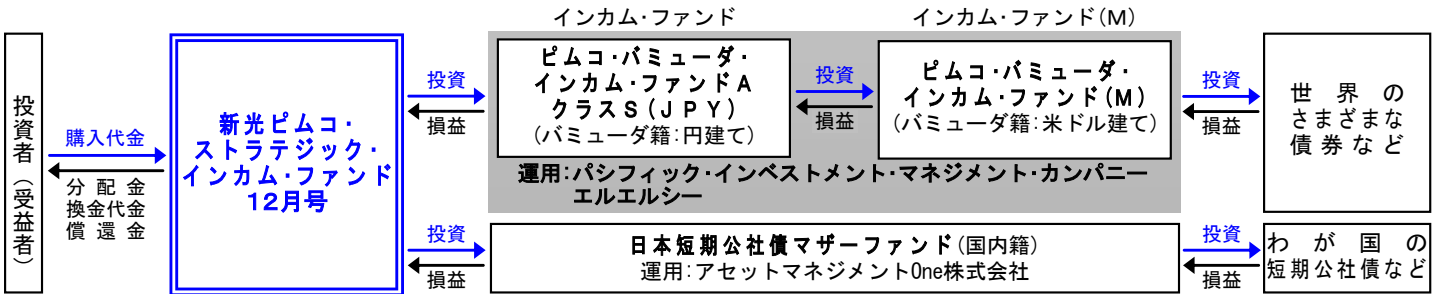 インカム・ファンド
インカム・ファンド(M)
投資者(受益者)
購入代金
分配金
換金代金
償還金
新光ピムコ・
ストラテジック・
インカム・ファンド
12月号
投資
損益
ピムコ・バミューダ・
インカム・ファンドA
クラスS(JPY)
(バミューダ籍:円建て)
投資
損益
ピムコ・バミューダ・
インカム・ファンド(M)
(バミューダ籍:米ドル建て)
投資
損益
世界の
さまざまな
債券など
運用:パシフィック・インベストメント・マネジメント・カンパニー
エルエルシー
投資
損益
日本短期公社債マザーファンド(国内籍)
運用:アセットマネジメントOne株式会社
投資
損益
わが国の
短期公社債など